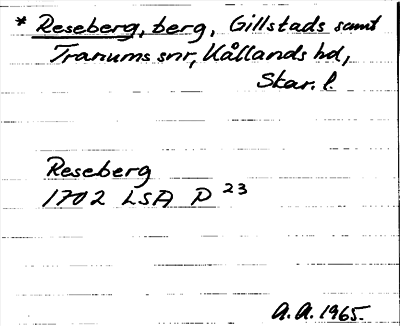 * Reseberg, berg, Gillstads samt
Tranums snr, Kållands hd,
Skar. l.
Reseberg
1702 LSA P 23
A.A. 1965.